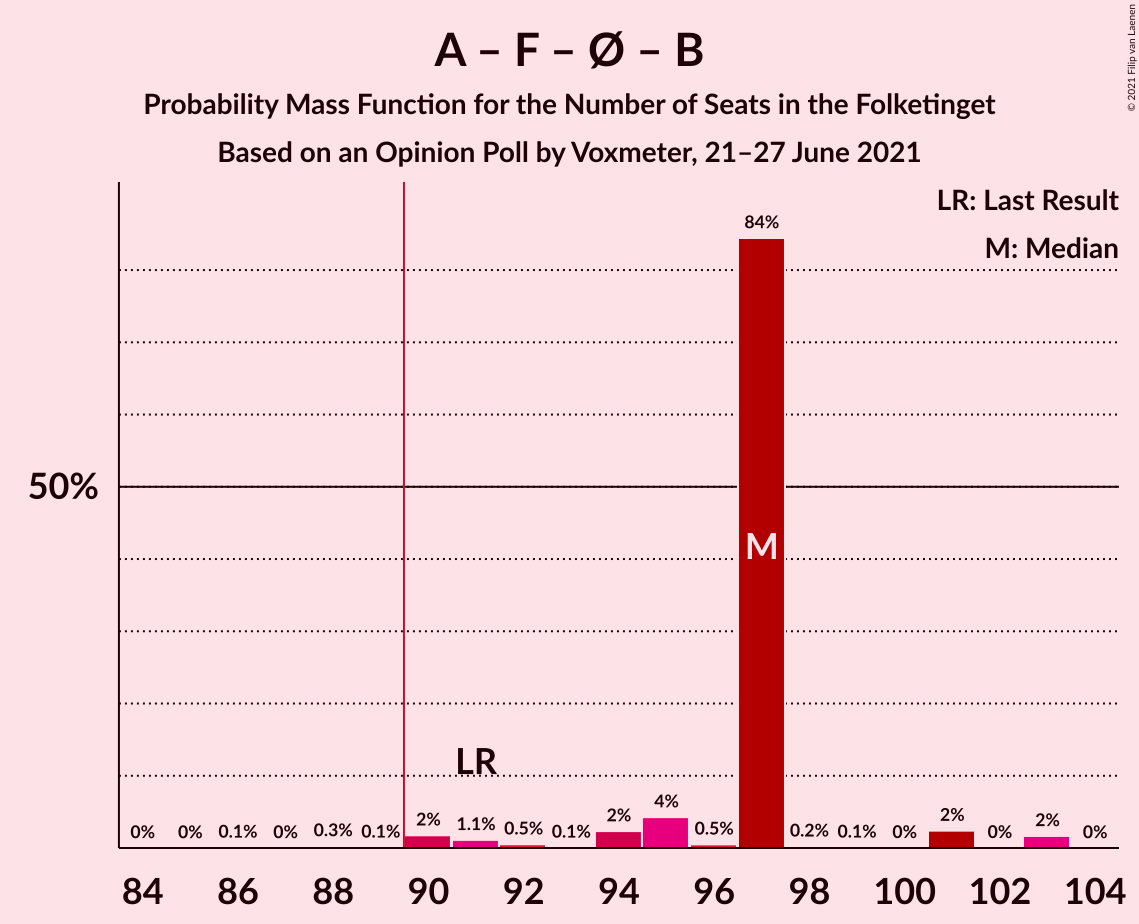 A – F – Ø – B
Probability Mass Function for the Number of Seats in the Folketinget
Based on an Opinion Poll by Voxmeter, 21–27 June 2021
© 2021 Filip van Laenen
LR: Last Result
M: Median
84%
50%
M
LR
0% 0% 0.1% 0% 0.3% 0.1% 2% 1.1% 0.5% 0.1% 2% 4% 0.5% 0.2% 0.1% 0% 2% 0% 2% 0%
84 86 88 90 92 94 96 98 100 102 104